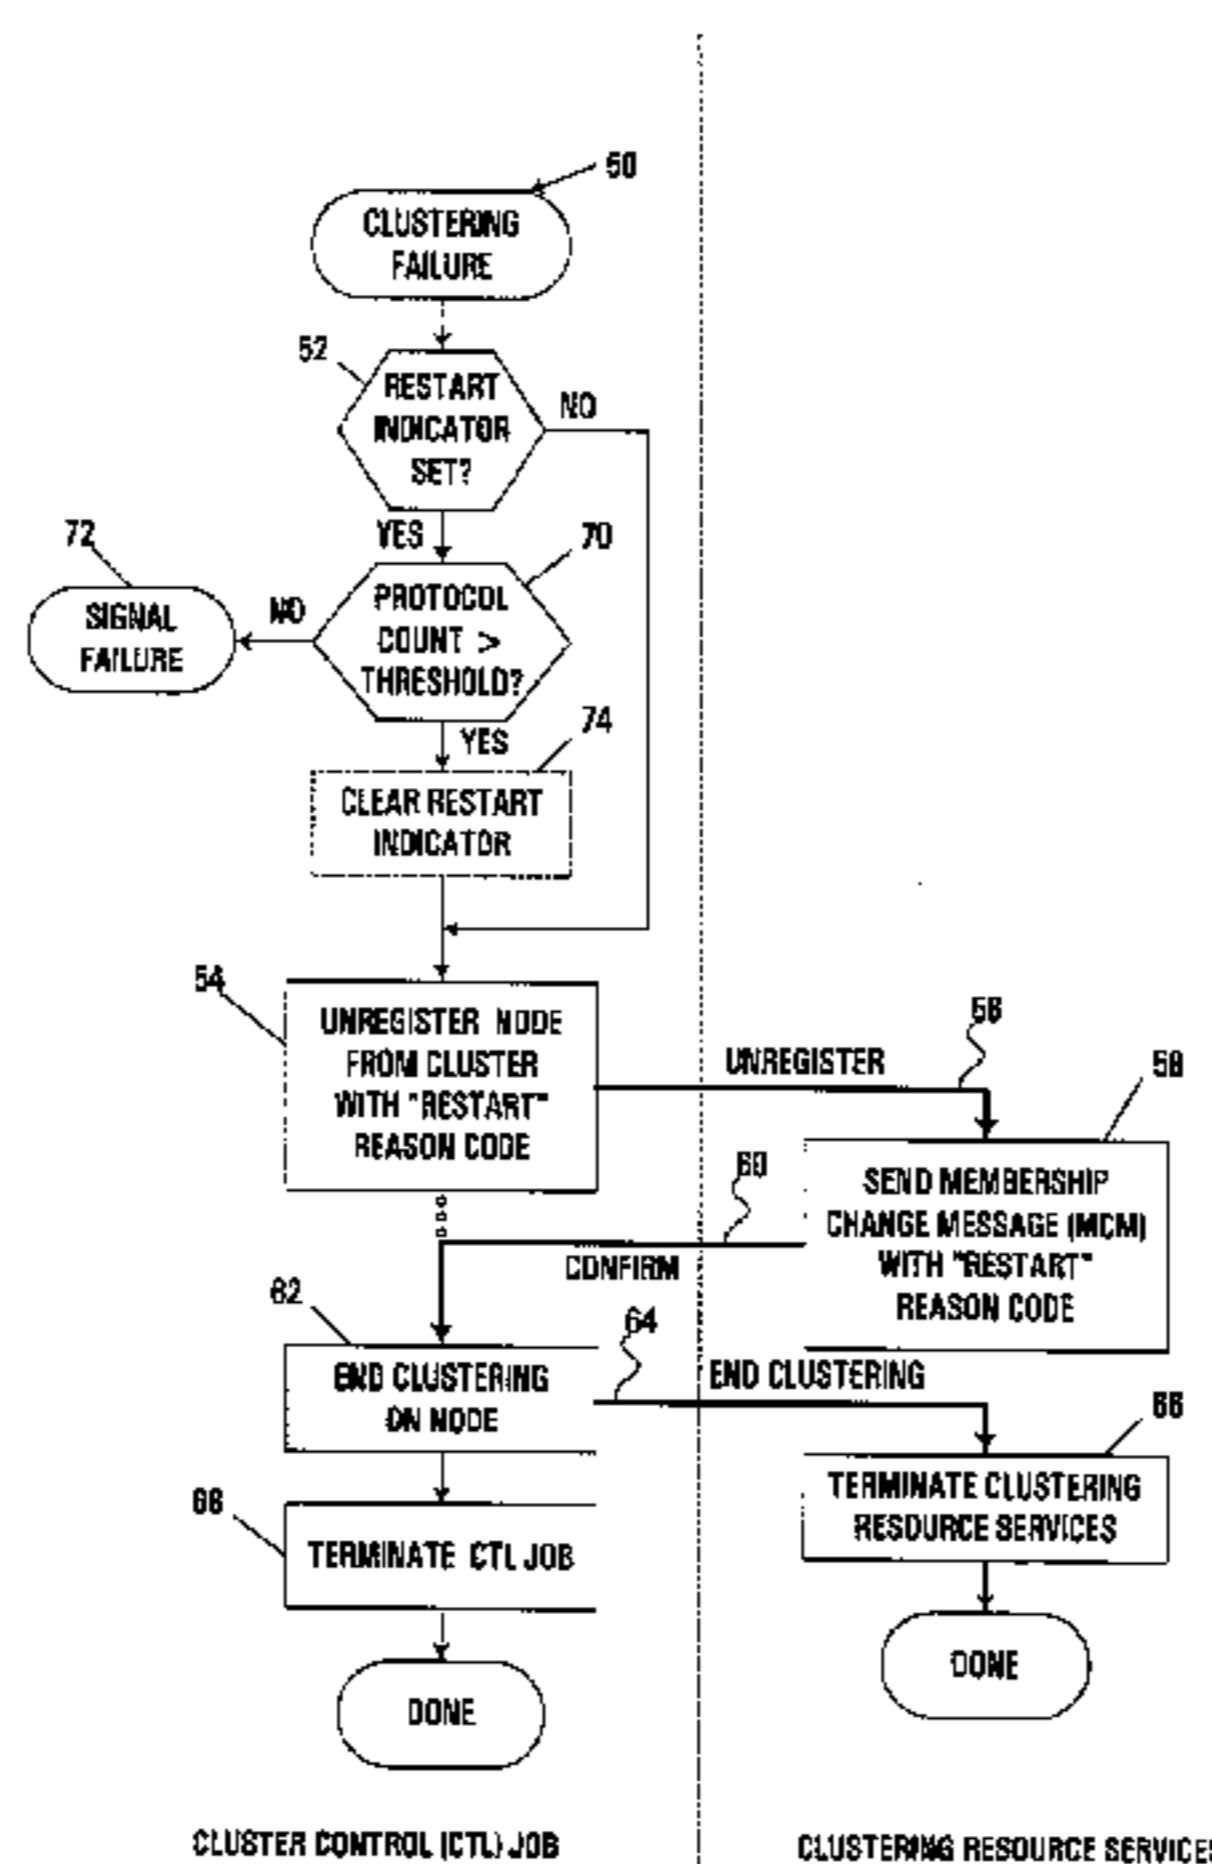 50
CLUSTERING
FAILURE
52
RESTART
INDICATOR
SET?
NO
YES
72
70
SIGNAL
FAILURE
NO
PROTOCOL
COUNT >
THRESHOLD?
YES
74
CLEAR RESTART
INDICATOR
54
UNREGISTER NODE
FROM CLUSTER
WITH "RESTART"
REASON CODE
UNREGISTER
56
58
SEND MEMBERSHIP
CHANGE MESSAGE (MCM)
WITH "RESTART"
REASON CODE
60
CONFIRM
62
64
END CLUSTERING
ON NODE
END CLUSTERING
66
TERMINATE CLUSTERING
RESOURCE SERVICES
TERMINATE CTL JOB
DONE
DONE
CLUSTER CONTROL (CTL) JOB
CLUSTERING RESOURCE SERVICES